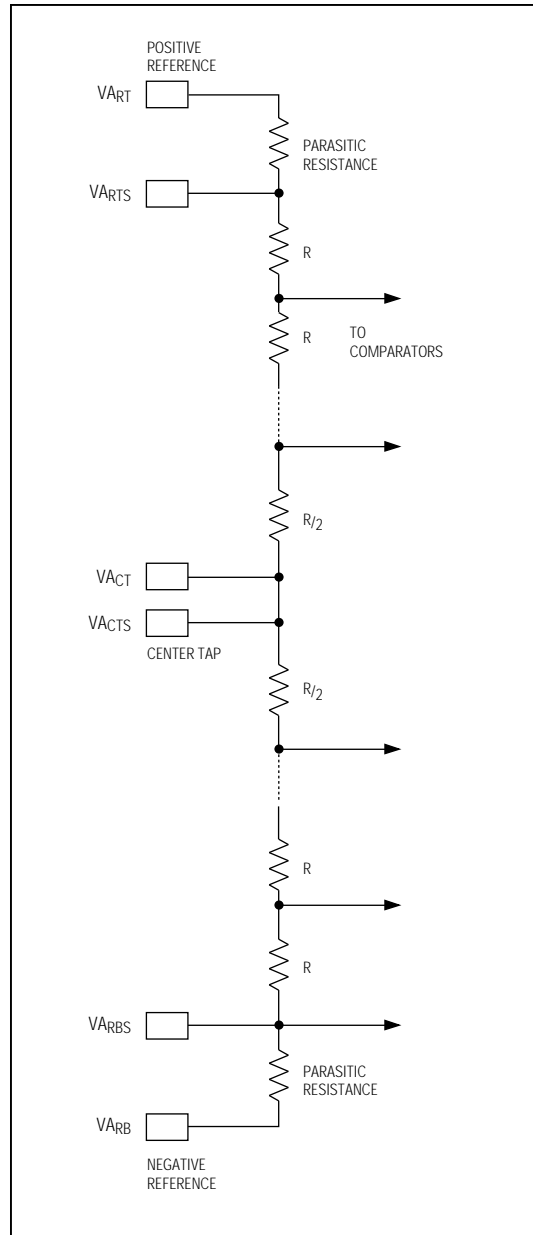 POSITIVE
REFERENCE
VART
PARASITIC
RESISTANCE
VARTS
R
R
TO
COMPARATORS
R/2
VACT
VACTS
CENTER TAP
R/2
R
R
VARBS
PARASITIC
RESISTANCE
VARB
NEGATIVE
REFERENCE